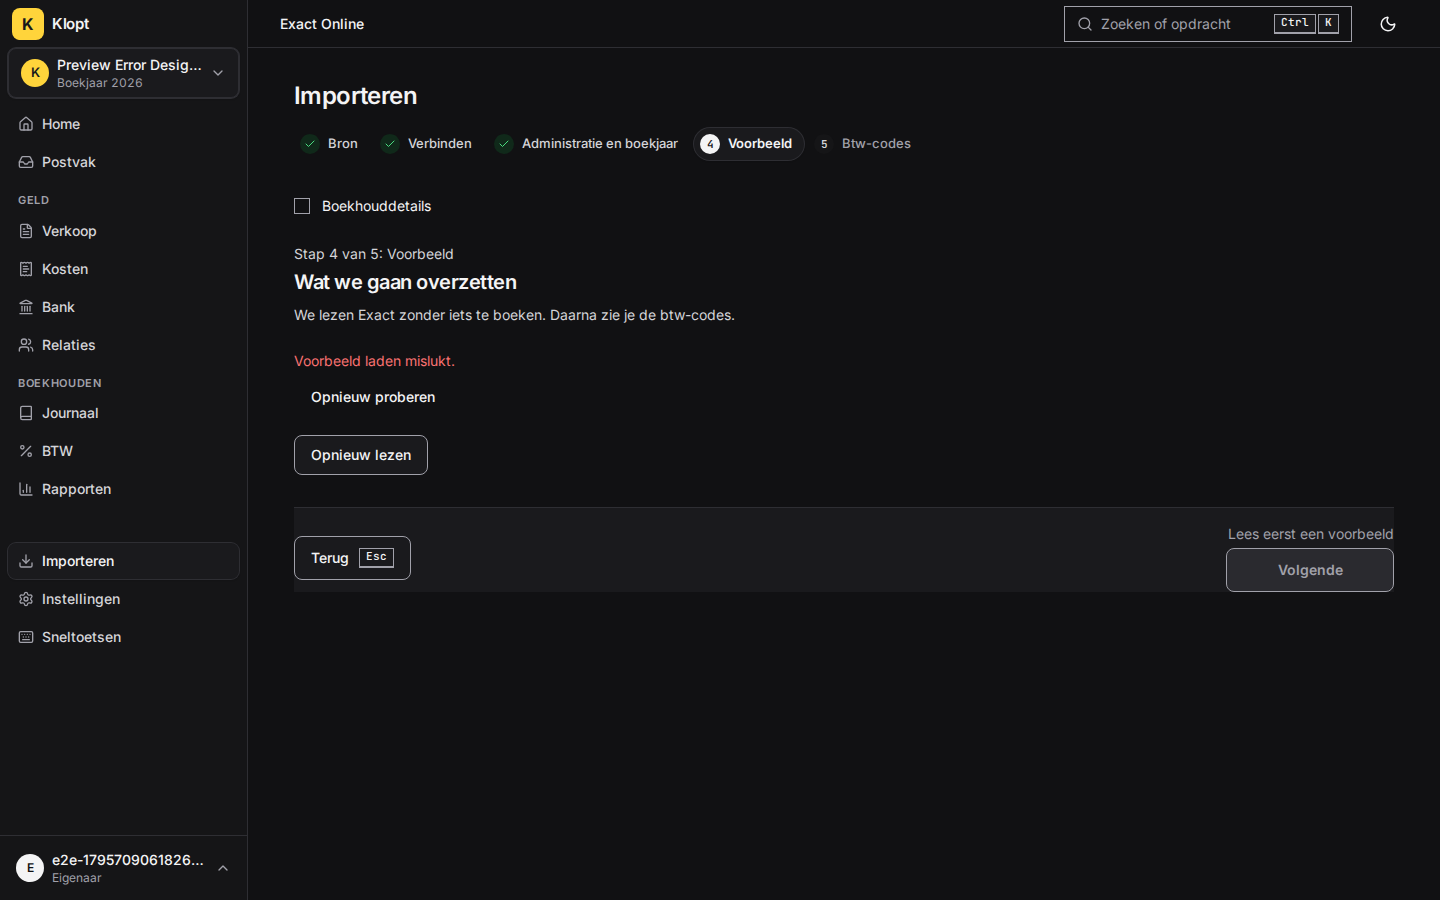 K Klopt
Exact Online
Zoeken of opdracht Ctrl K
K Preview Error Desig...
Boekjaar 2026
Home
Postvak
GELD
Verkoop
Kosten
Bank
Relaties
BOEKHOUDEN
Journaal
BTW
Rapporten
Importeren
Instellingen
Sneltoetsen
E e2e-1795709061826...
Eigenaar
Importeren
Bron Verbinden Administratie en boekjaar 4 Voorbeeld 5 Btw-codes
Boekhouddetails
Stap 4 van 5: Voorbeeld
Wat we gaan overzetten
We lezen Exact zonder iets te boeken. Daarna zie je de btw-codes.
Voorbeeld laden mislukt.
Opnieuw proberen
Opnieuw lezen
Terug Esc
Lees eerst een voorbeeld
Volgende